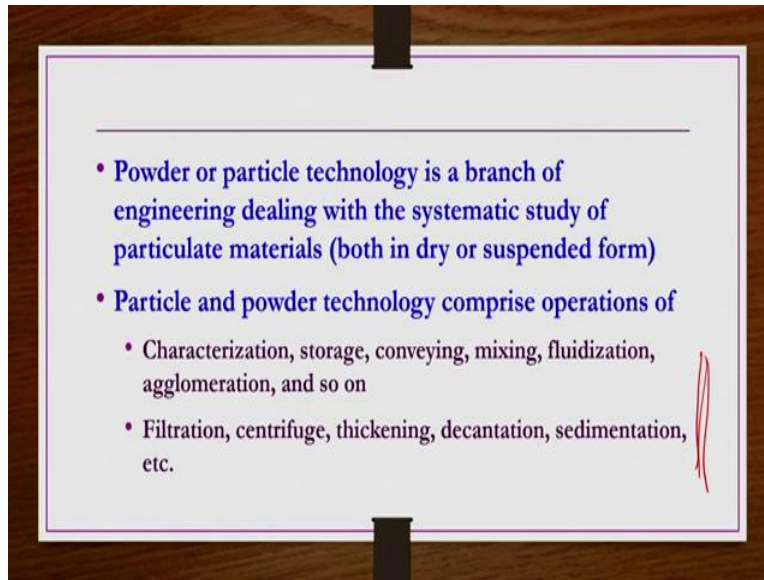 • Powder or particle technology is a branch of
engineering dealing with the systematic study of
particulate materials (both in dry or suspended form)
• Particle and powder technology comprise operations of
• Characterization, storage, conveying, mixing, fluidization,
agglomeration, and so on
• Filtration, centrifuge, thickening, decantation, sedimentation,
etc.